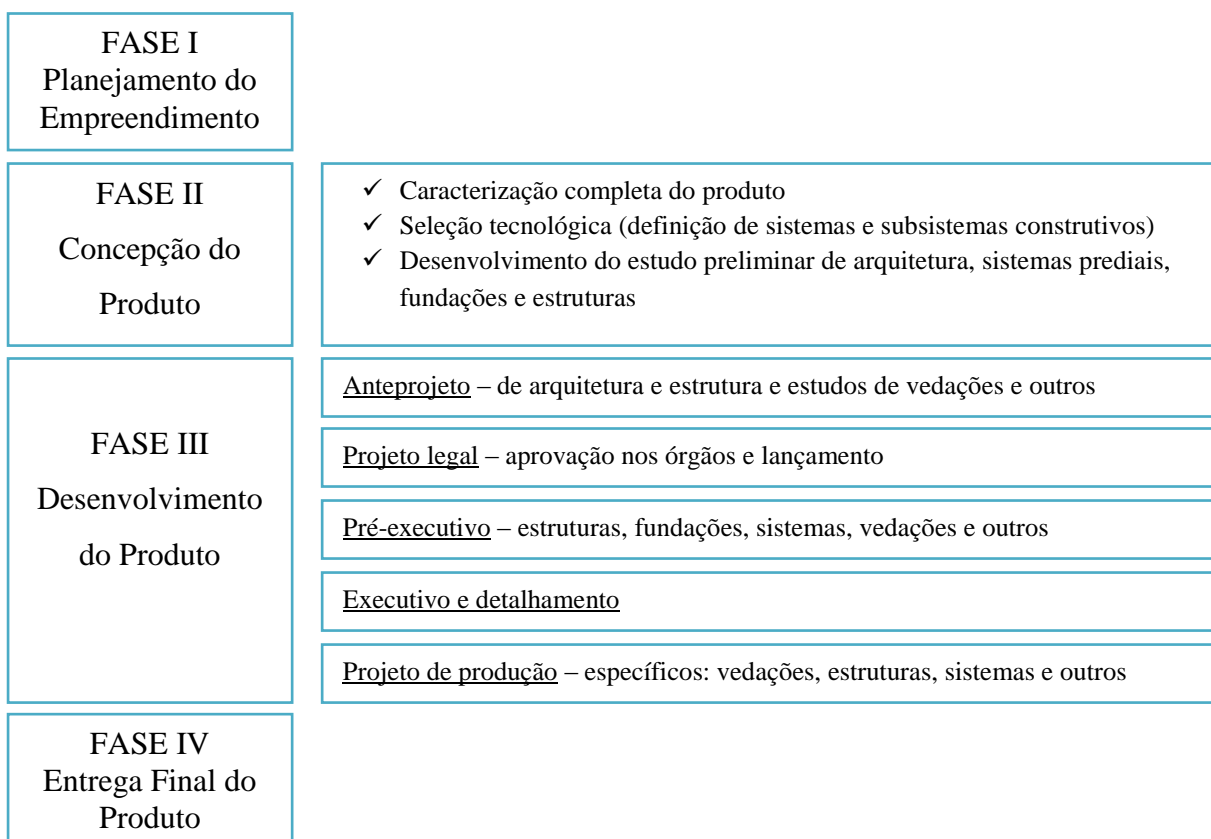 FASE I
Planejamento do
Empreendimento
FASE II
Concepção do
Produto
✓ Caracterização completa do produto
✓ Seleção tecnológica (definição de sistemas e subsistemas construtivos)
✓ Desenvolvimento do estudo preliminar de arquitetura, sistemas prediais,
fundações e estruturas
FASE III
Desenvolvimento
do Produto
Anteprojeto – de arquitetura e estrutura e estudos de vedações e outros
Projeto legal – aprovação nos órgãos e lançamento
Pré-executivo – estruturas, fundações, sistemas, vedações e outros
Executivo e detalhamento
Projeto de produção – específicos: vedações, estruturas, sistemas e outros
FASE IV
Entrega Final do
Produto